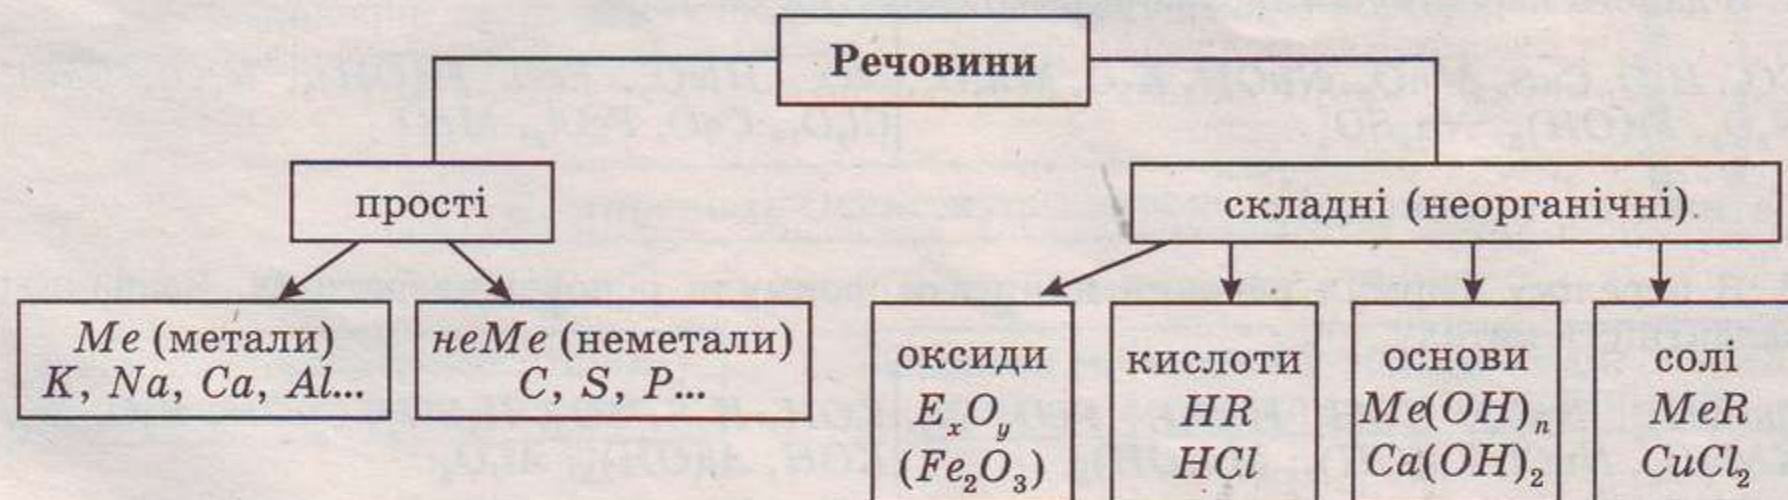 Речовини
прості
складні (неорганічні).
Me (метали)
K, Na, Ca, Al...
неMe (неметали)
C, S, P...
оксиди
EₓOᵧ
(Fe₂O₃)
кислоти
HR
HCl
основи
Me(OH)ₙ
Ca(OH)₂
солі
MeR
CuCl₂